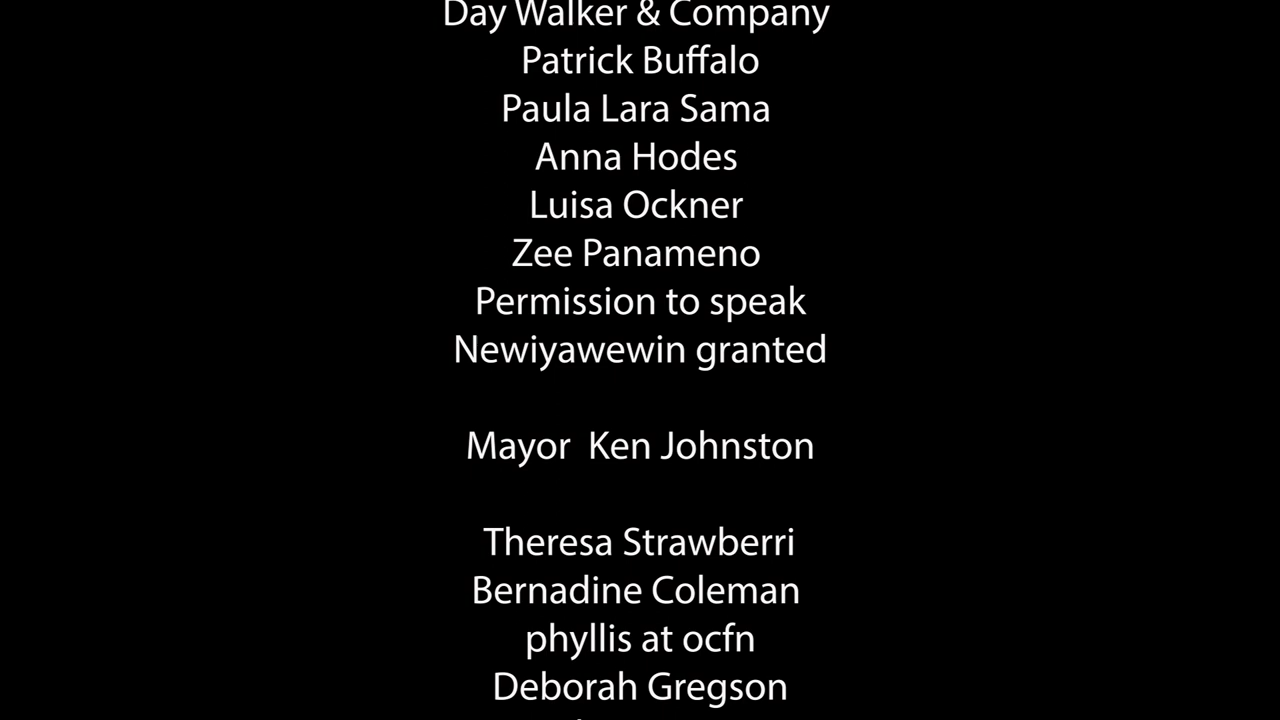 Day Walker & Company
Patrick Buffalo
Paula Lara Sama
Anna Hodes
Luisa Ockner
Zee Panameno
Permission to speak
Newiyawewin granted
Mayor  Ken Johnston
Theresa Strawberri
Bernadine Coleman
phyllis at ocfn
Deborah Gregson